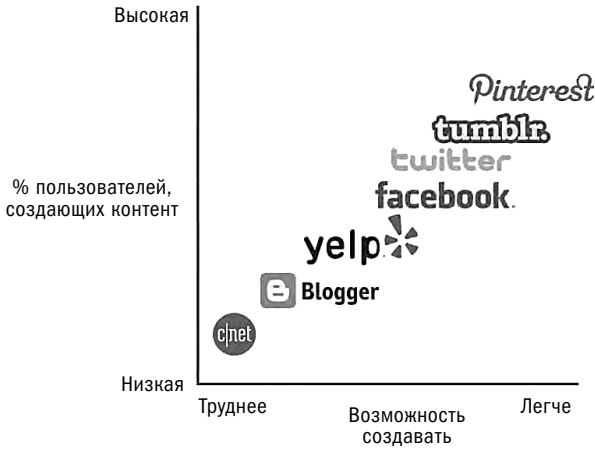 Высокая
Pinterest
tumblr.
twitter
% пользователей,
создающих контент
facebook.
yelp
Blogger
c|net
Низкая
Труднее
Возможность
создавать
Легче